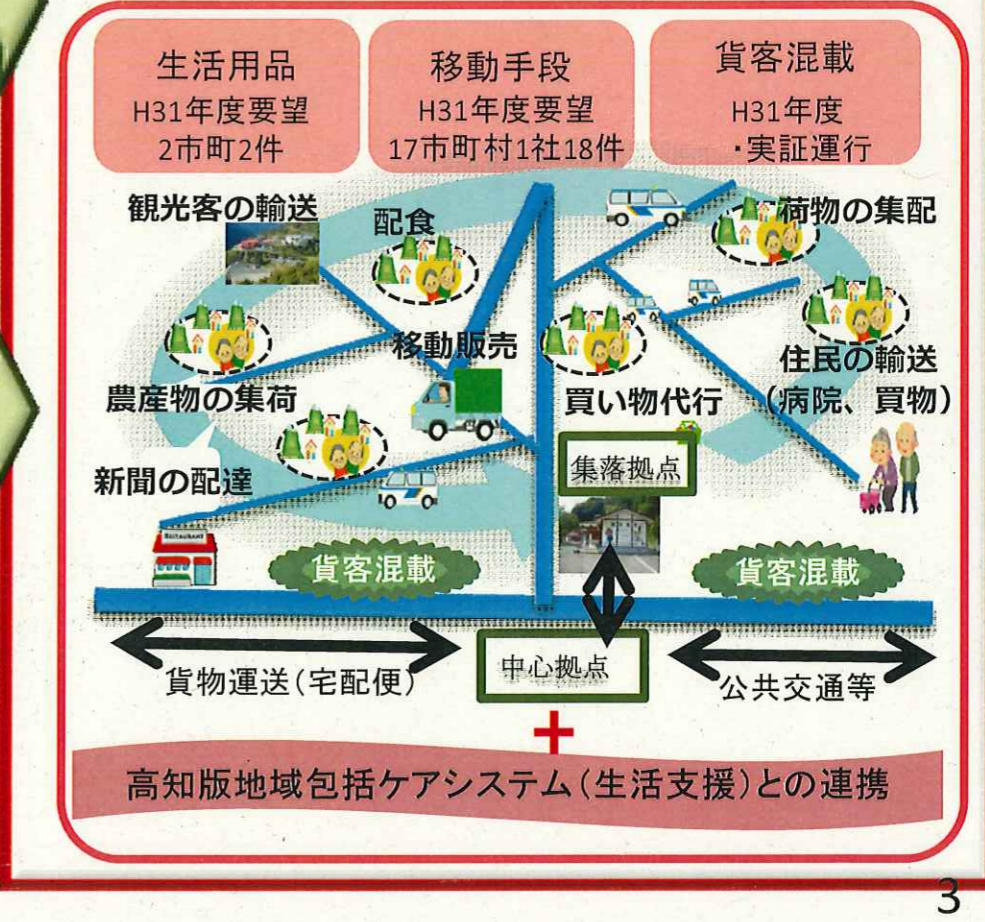 生活用品
H31年度要望
2市町2件
移動手段
H31年度要望
17市町村1社18件
貨客混載
H31年度
・実証運行
観光客の輸送
配食
荷物の集配
移動販売
住民の輸送
(病院、買物)
農産物の集荷
買い物代行
集落拠点
新聞の配達
RESTAURANT
貨客混載
貨客混載
貨物運送(宅配便)
中心拠点
公共交通等
+
高知版地域包括ケアシステム(生活支援)との連携
3